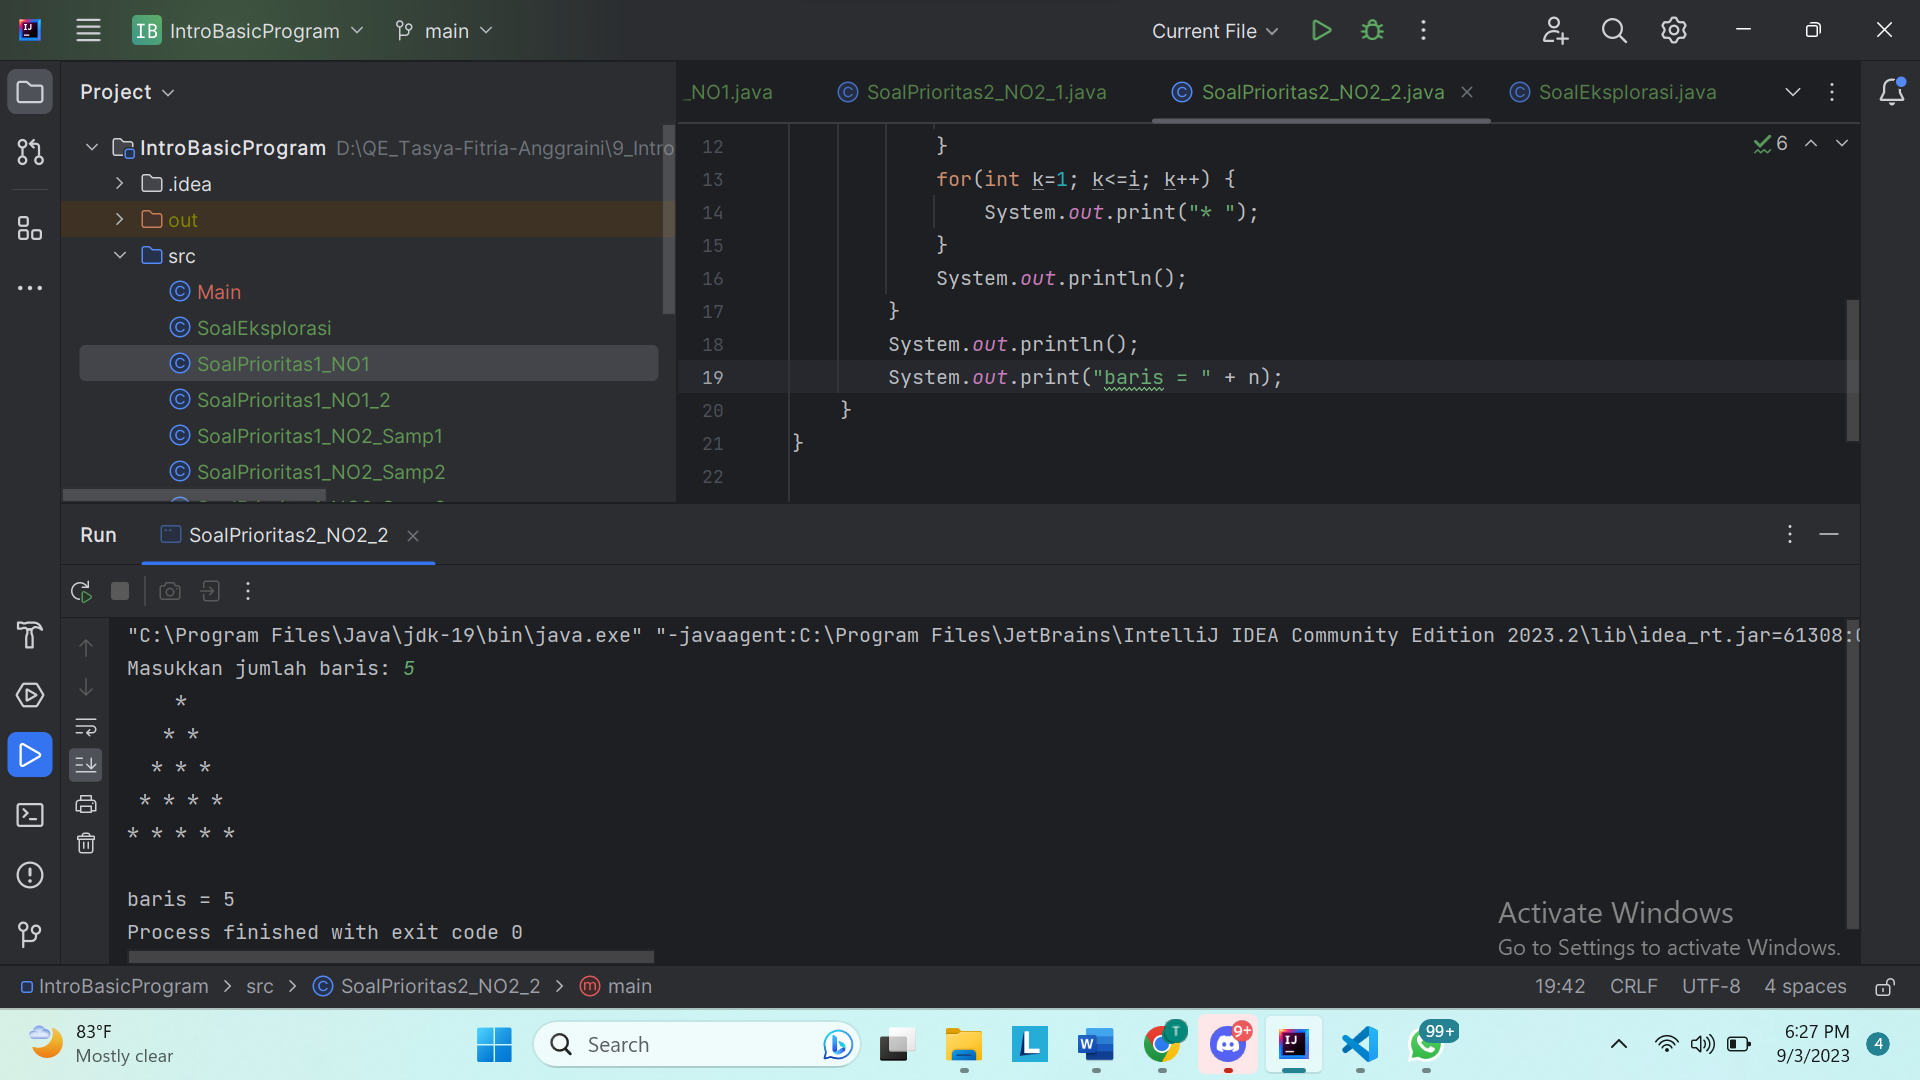 IB IntroBasicProgram main Current File
Project
IntroBasicProgram D:\QE_Tasya-Fitria-Anggraini\9_Intro
.idea
out
src
Main
SoalEksplorasi
SoalPrioritas1_NO1
SoalPrioritas1_NO1_2
SoalPrioritas1_NO2_Samp1
SoalPrioritas1_NO2_Samp2
_NO1.java SoalPrioritas2_NO2_1.java SoalPrioritas2_NO2_2.java SoalEksplorasi.java
6
12 }
13 for(int k=1; k<=i; k++) {
14 System.out.print("* ");
15 }
16 System.out.println();
17 }
18 System.out.println();
19 System.out.print("baris = " + n);
20 }
21 }
22
Run SoalPrioritas2_NO2_2
"C:\Program Files\Java\jdk-19\bin\java.exe" "-javaagent:C:\Program Files\JetBrains\IntelliJ IDEA Community Edition 2023.2\lib\idea_rt.jar=61308:
Masukkan jumlah baris: 5
*
* *
* * *
* * * *
* * * * *
baris = 5
Process finished with exit code 0
Activate Windows
Go to Settings to activate Windows.
IntroBasicProgram > src > SoalPrioritas2_NO2_2 > main 19:42 CRLF UTF-8 4 spaces
83°F
Mostly clear
Search
T
9+
99+
6:27 PM
9/3/2023
4